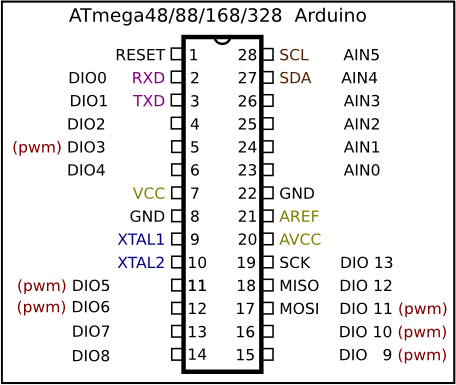 ATmega48/88/168/328 Arduino
RESET 1 28 SCL AIN5
DIO0 RXD 2 27 SDA AIN4
DIO1 TXD 3 26 AIN3
DIO2 4 25 AIN2
(pwm) DIO3 5 24 AIN1
DIO4 6 23 AIN0
VCC 7 22 GND
GND 8 21 AREF
XTAL1 9 20 AVCC
XTAL2 10 19 SCK DIO 13
(pwm) DIO5 11 18 MISO DIO 12
(pwm) DIO6 12 17 MOSI DIO 11 (pwm)
DIO7 13 16 DIO 10 (pwm)
DIO8 14 15 DIO 9 (pwm)